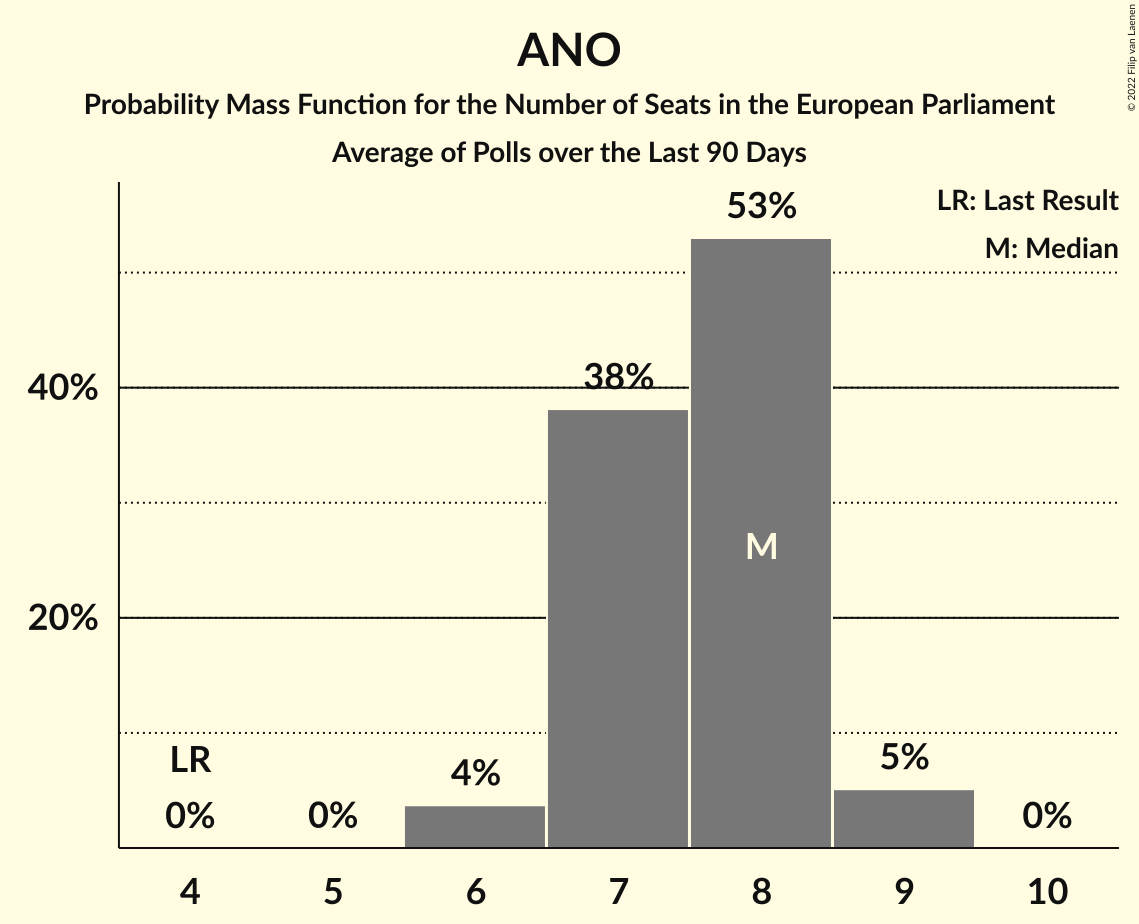 ANO
Probability Mass Function for the Number of Seats in the European Parliament
Average of Polls over the Last 90 Days
© 2022 Filip van Laenen
LR: Last Result
M: Median
53%
38%
40%
M
20%
LR
0%
0%
4%
5%
0%
4 5 6 7 8 9 10